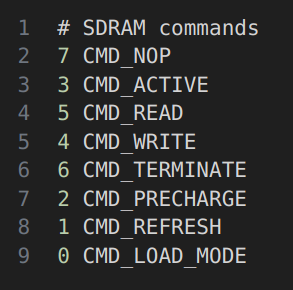 1 # SDRAM commands
2 7 CMD_NOP
3 3 CMD_ACTIVE
4 5 CMD_READ
5 4 CMD_WRITE
6 6 CMD_TERMINATE
7 2 CMD_PRECHARGE
8 1 CMD_REFRESH
9 0 CMD_LOAD_MODE